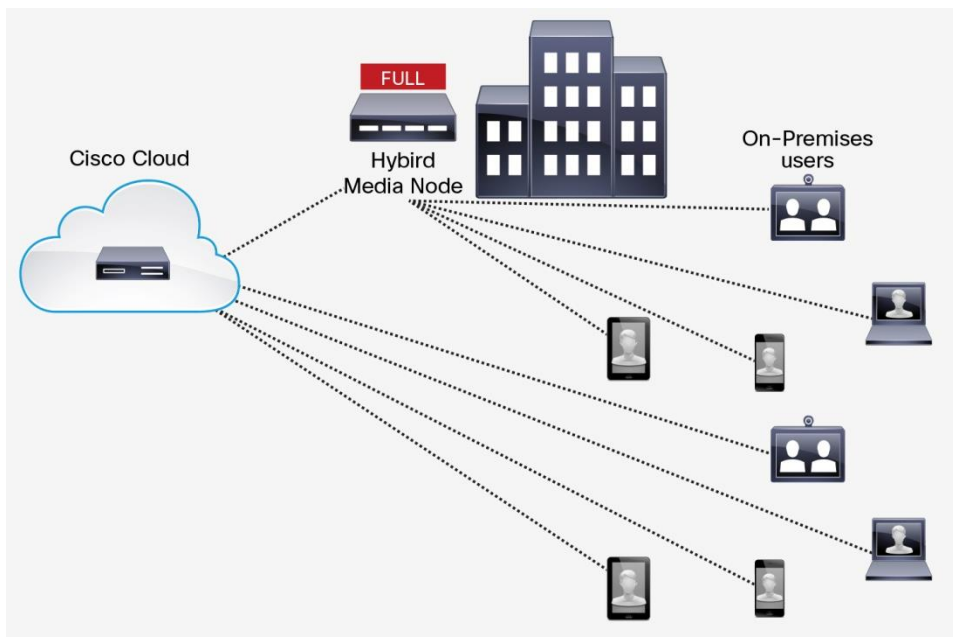 FULL
Cisco Cloud
Hybird
Media Node
On-Premises
users